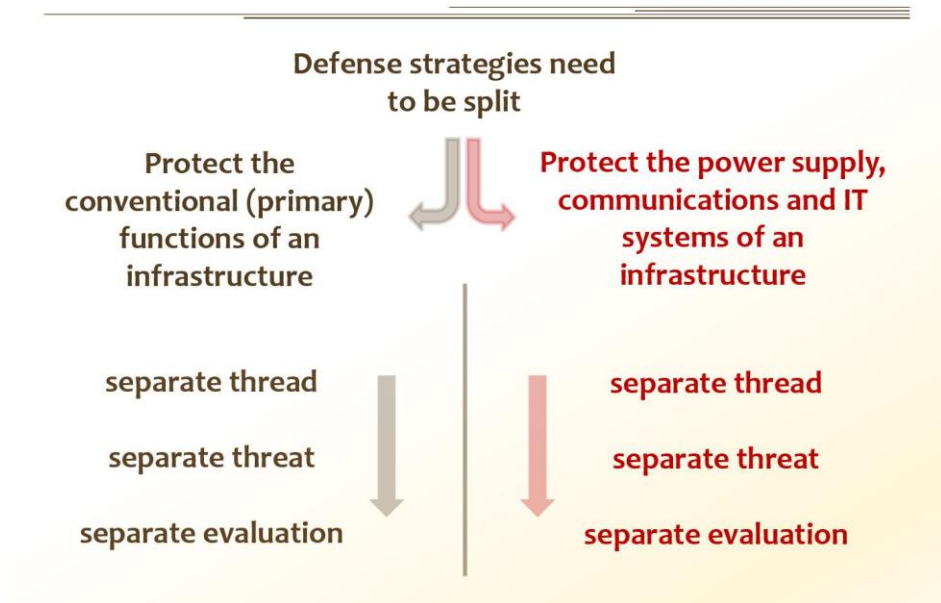 Defense strategies need
to be split
Protect the
conventional (primary)
functions of an
infrastructure
Protect the power supply,
communications and IT
systems of an
infrastructure
separate thread
separate threat
separate evaluation
separate thread
separate threat
separate evaluation